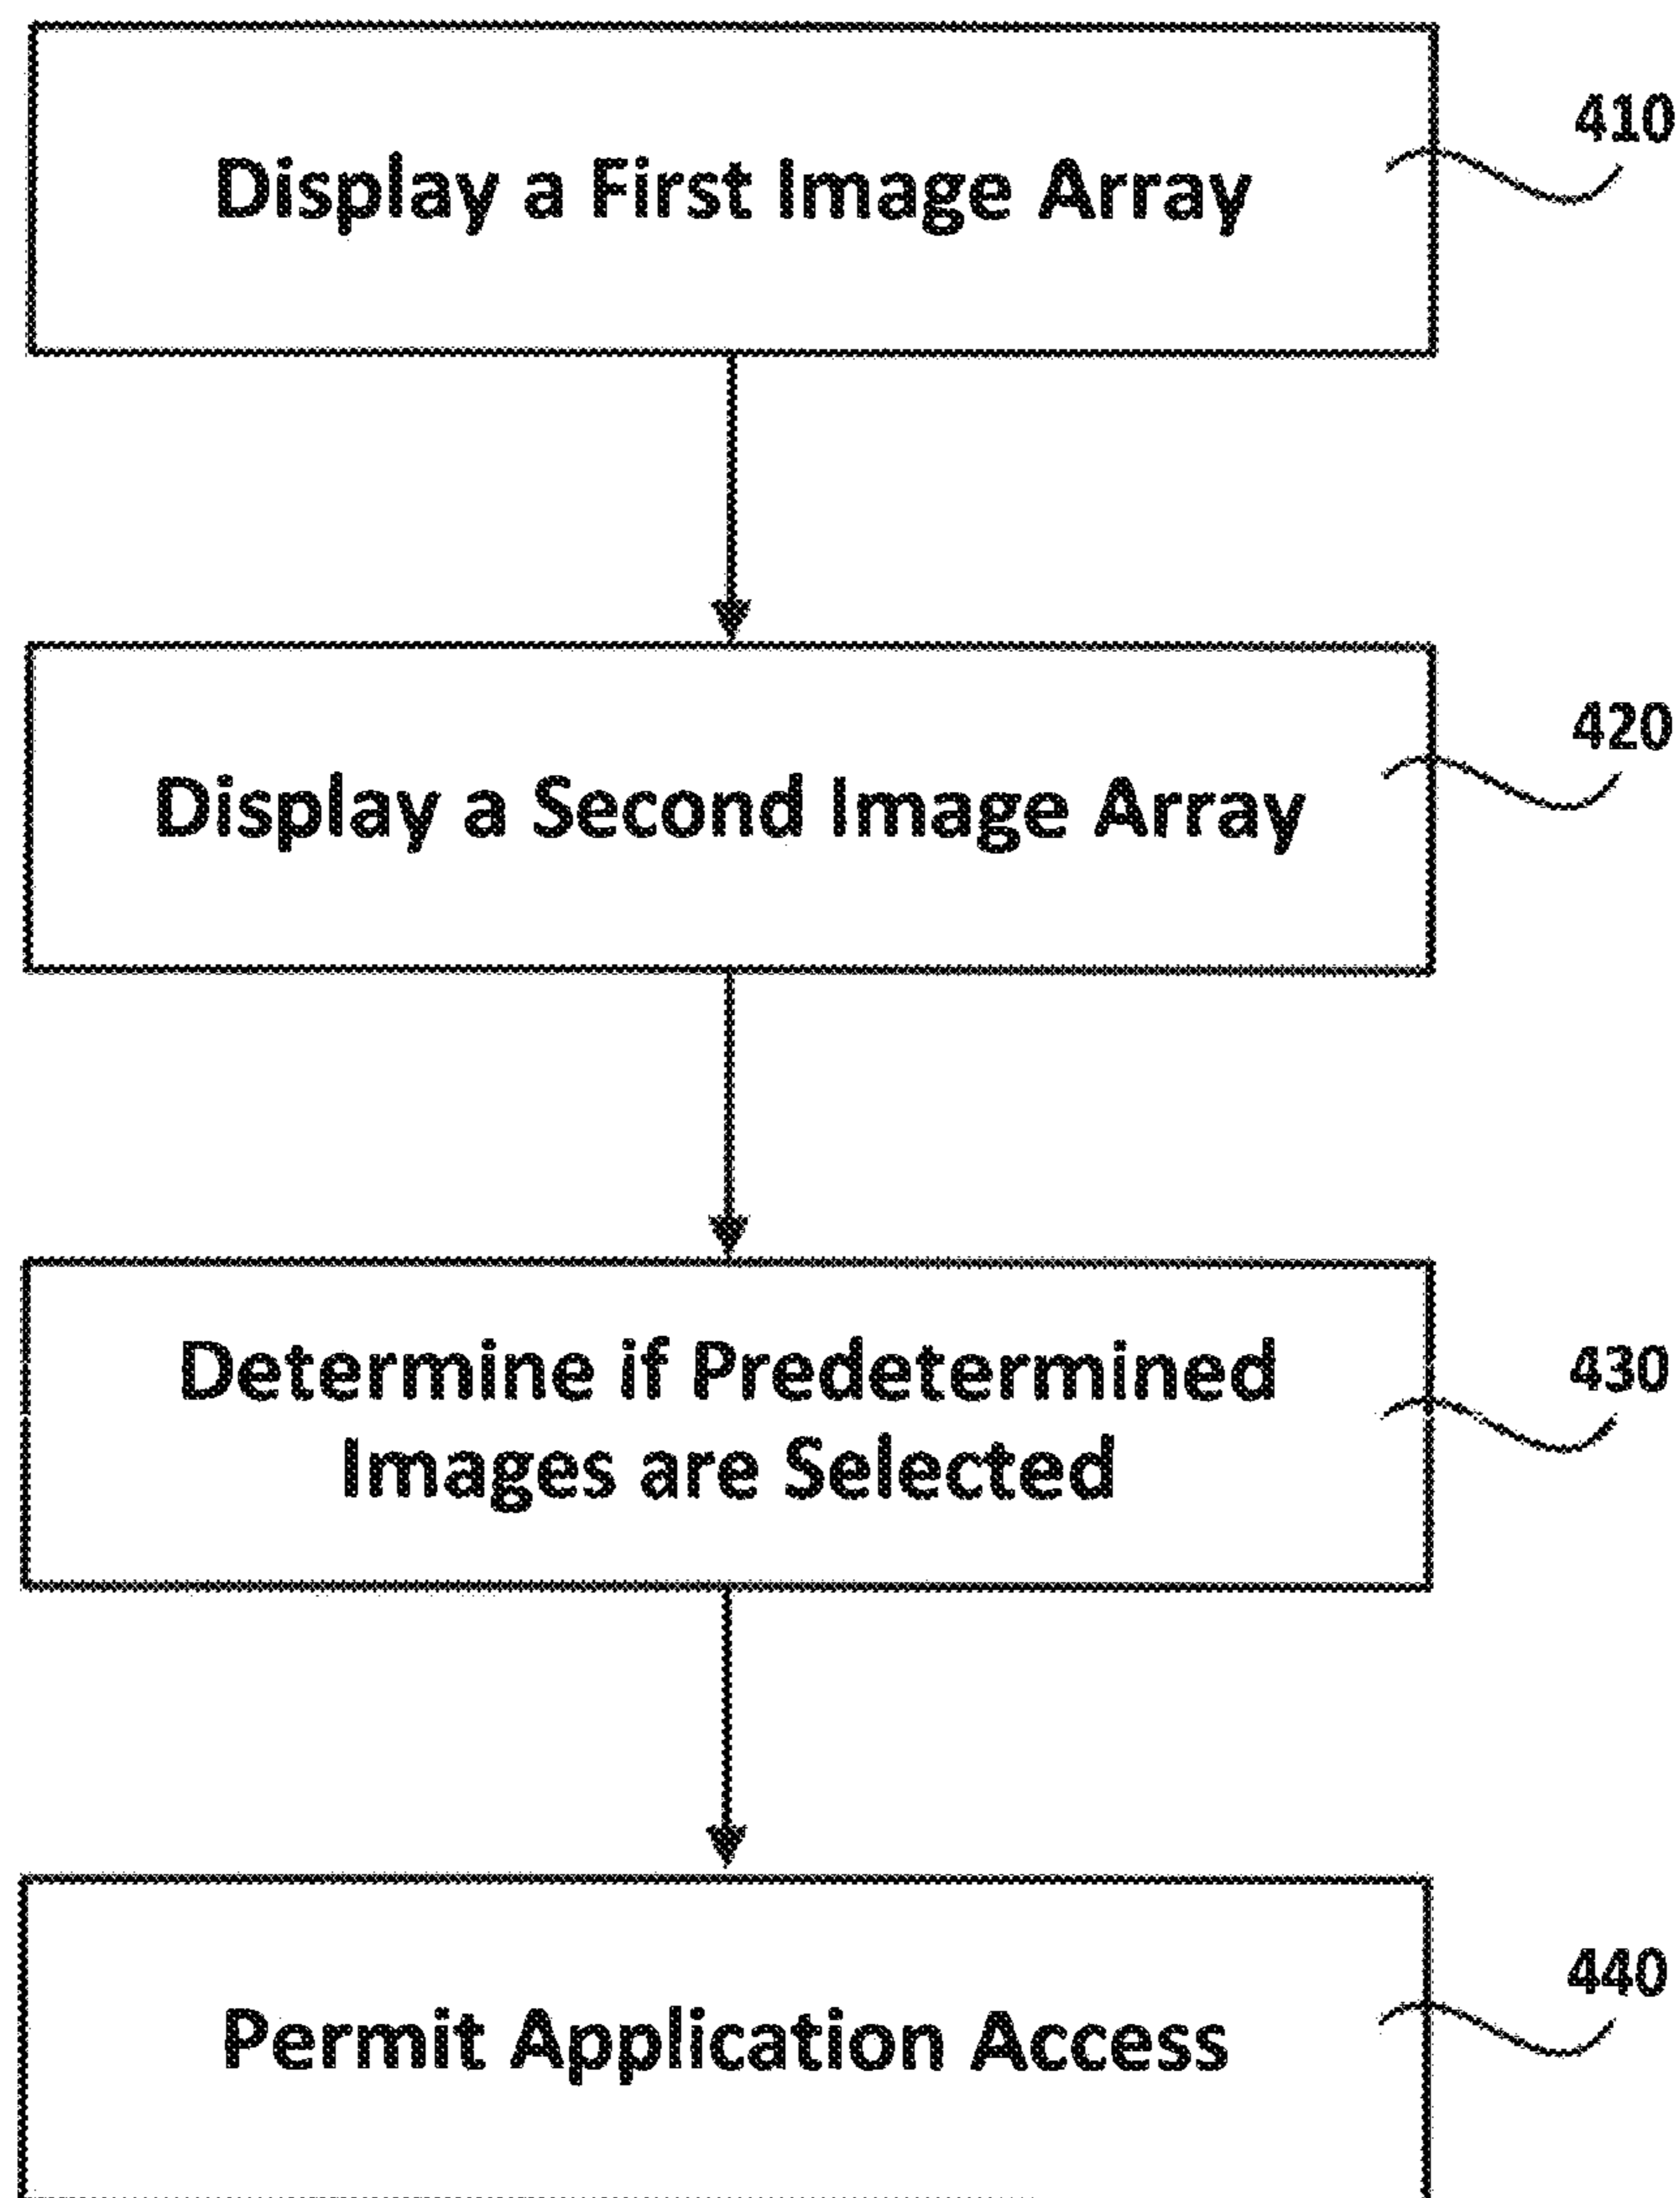 Display a First Image Array
410
Display a Second Image Array
420
Determine if Predetermined
Images are Selected
430
Permit Application Access
440